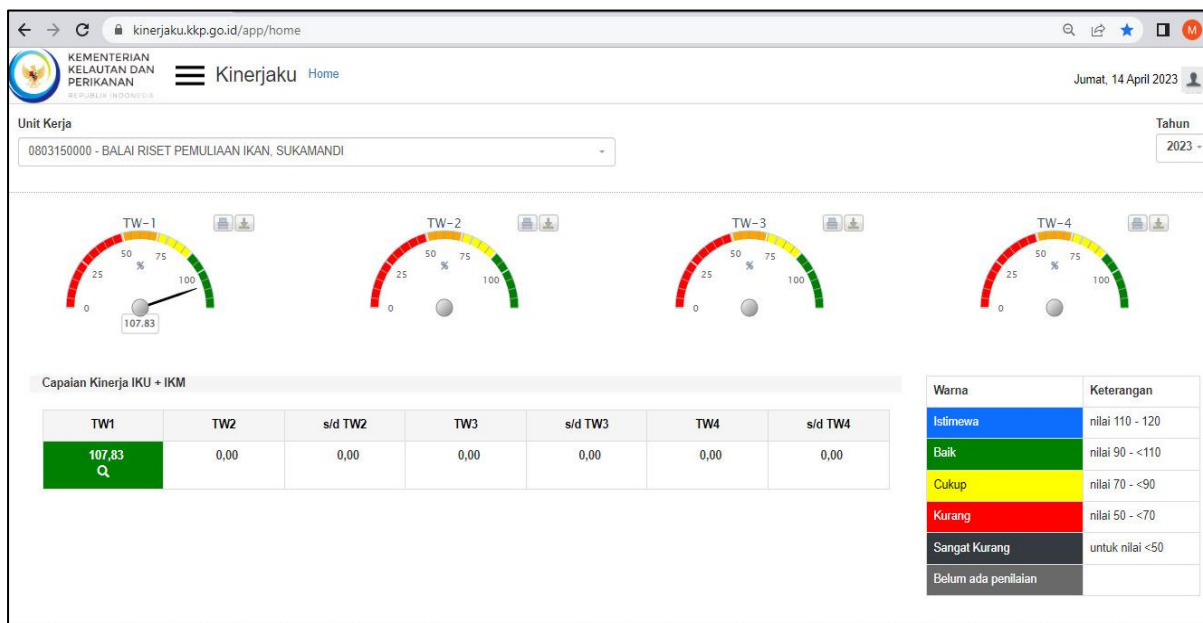 kinerjaku.kkp.go.id/app/home
M
KEMENTERIAN
KELAUTAN DAN
PERIKANAN
REPUBLIK INDONESIA
Kinerjaku Home
Jumat, 14 April 2023
Unit Kerja
Tahun
0803150000 - BALAI RISET PEMULIAAN IKAN, SUKAMANDI
2023
TW-1
0
25
50
75
100
%
107.83
TW-2
0
25
50
75
100
%
TW-3
0
25
50
75
100
%
TW-4
0
25
50
75
100
%
Capaian Kinerja IKU + IKM
TW1 TW2 s/d TW2 TW3 s/d TW3 TW4 s/d TW4
107,83 0,00 0,00 0,00 0,00 0,00 0,00
Warna Keterangan
Istimewa nilai 110 - 120
Baik nilai 90 - <110
Cukup nilai 70 - <90
Kurang nilai 50 - <70
Sangat Kurang untuk nilai <50
Belum ada penilaian